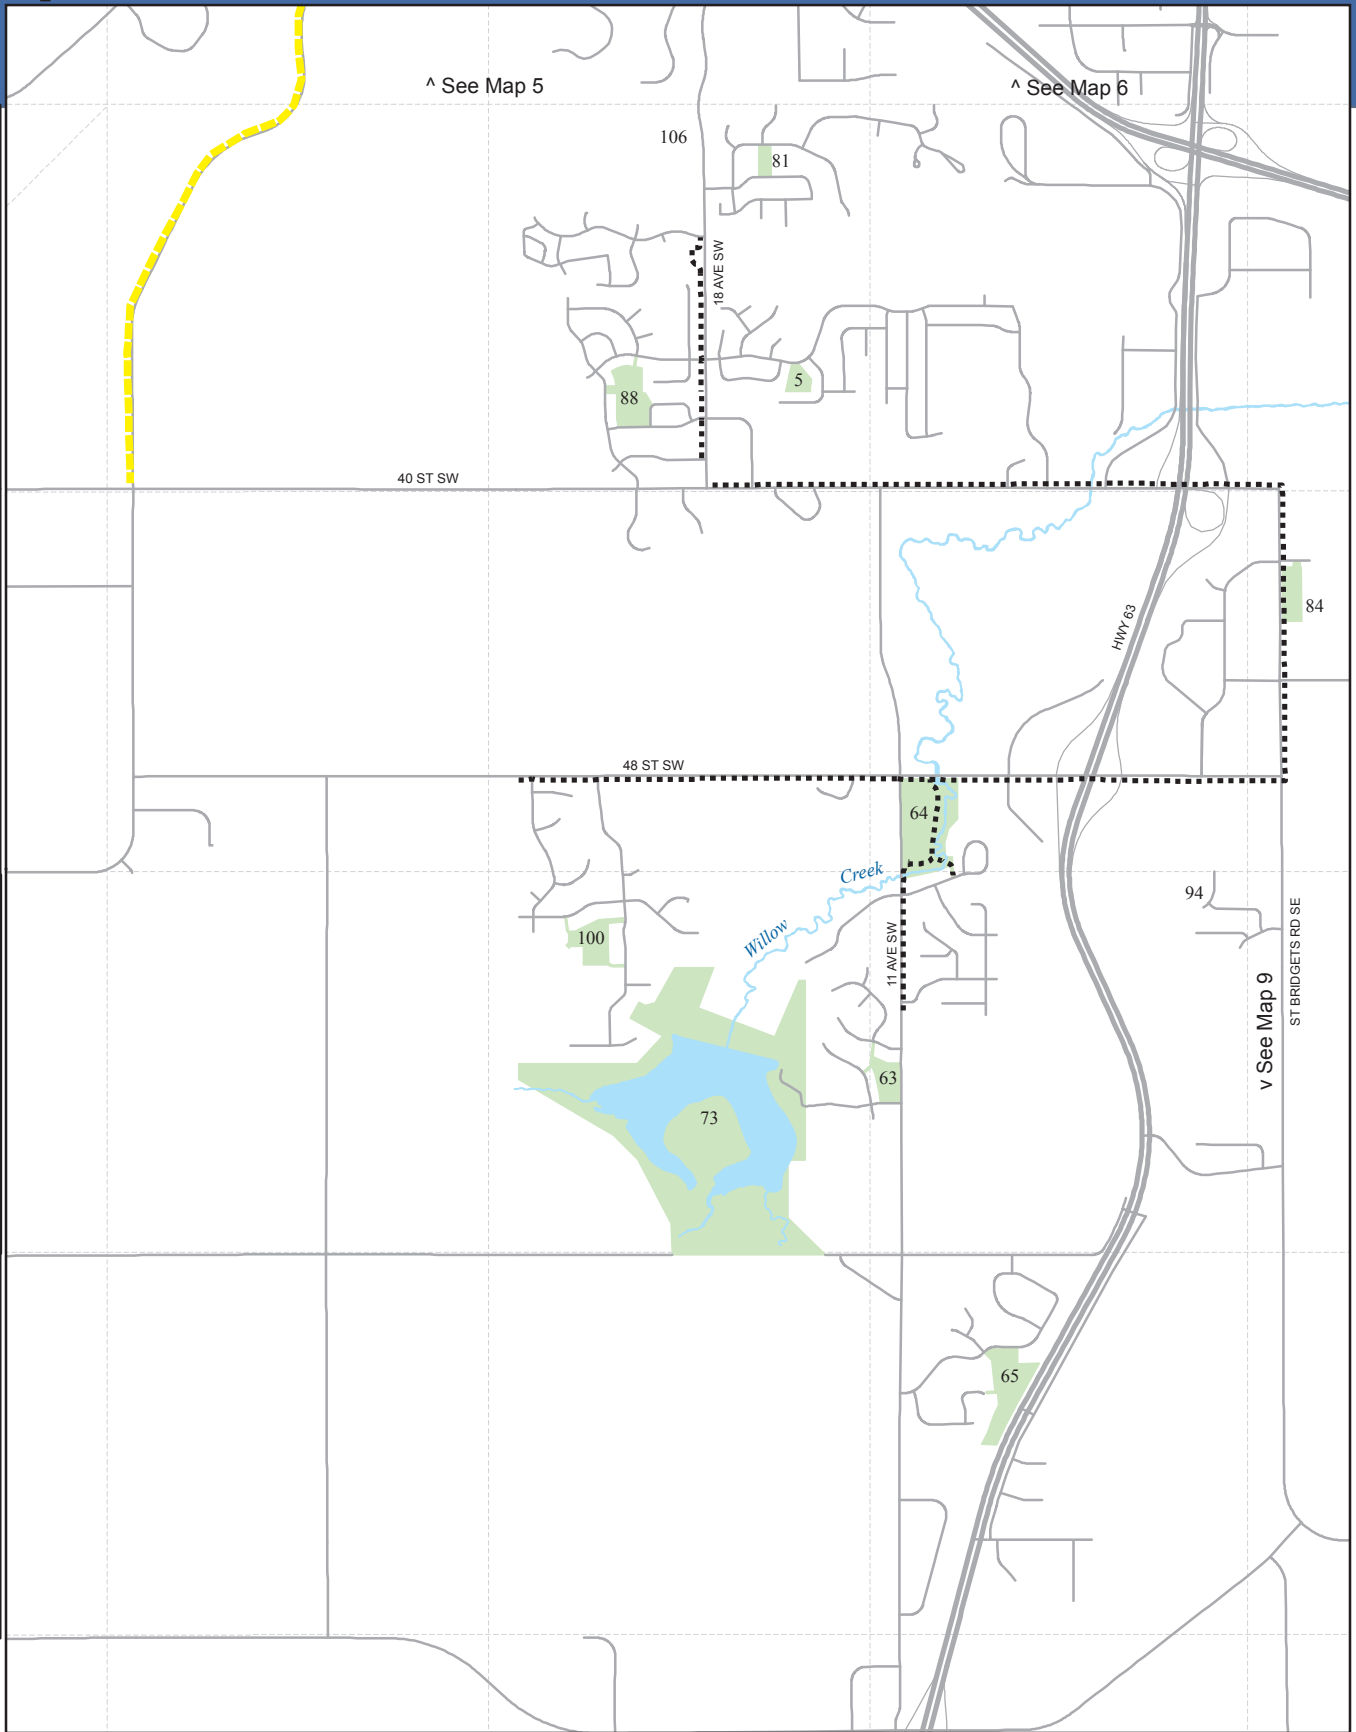 ^ See Map 5
^ See Map 6
106
81
18 AVE SW
5
88
40 ST SW
84
HWY 63
48 ST SW
64
Creek
94
Willow
100
11 AVE SW
ST BRIDGETS RD SE
v See Map 9
63
73
65